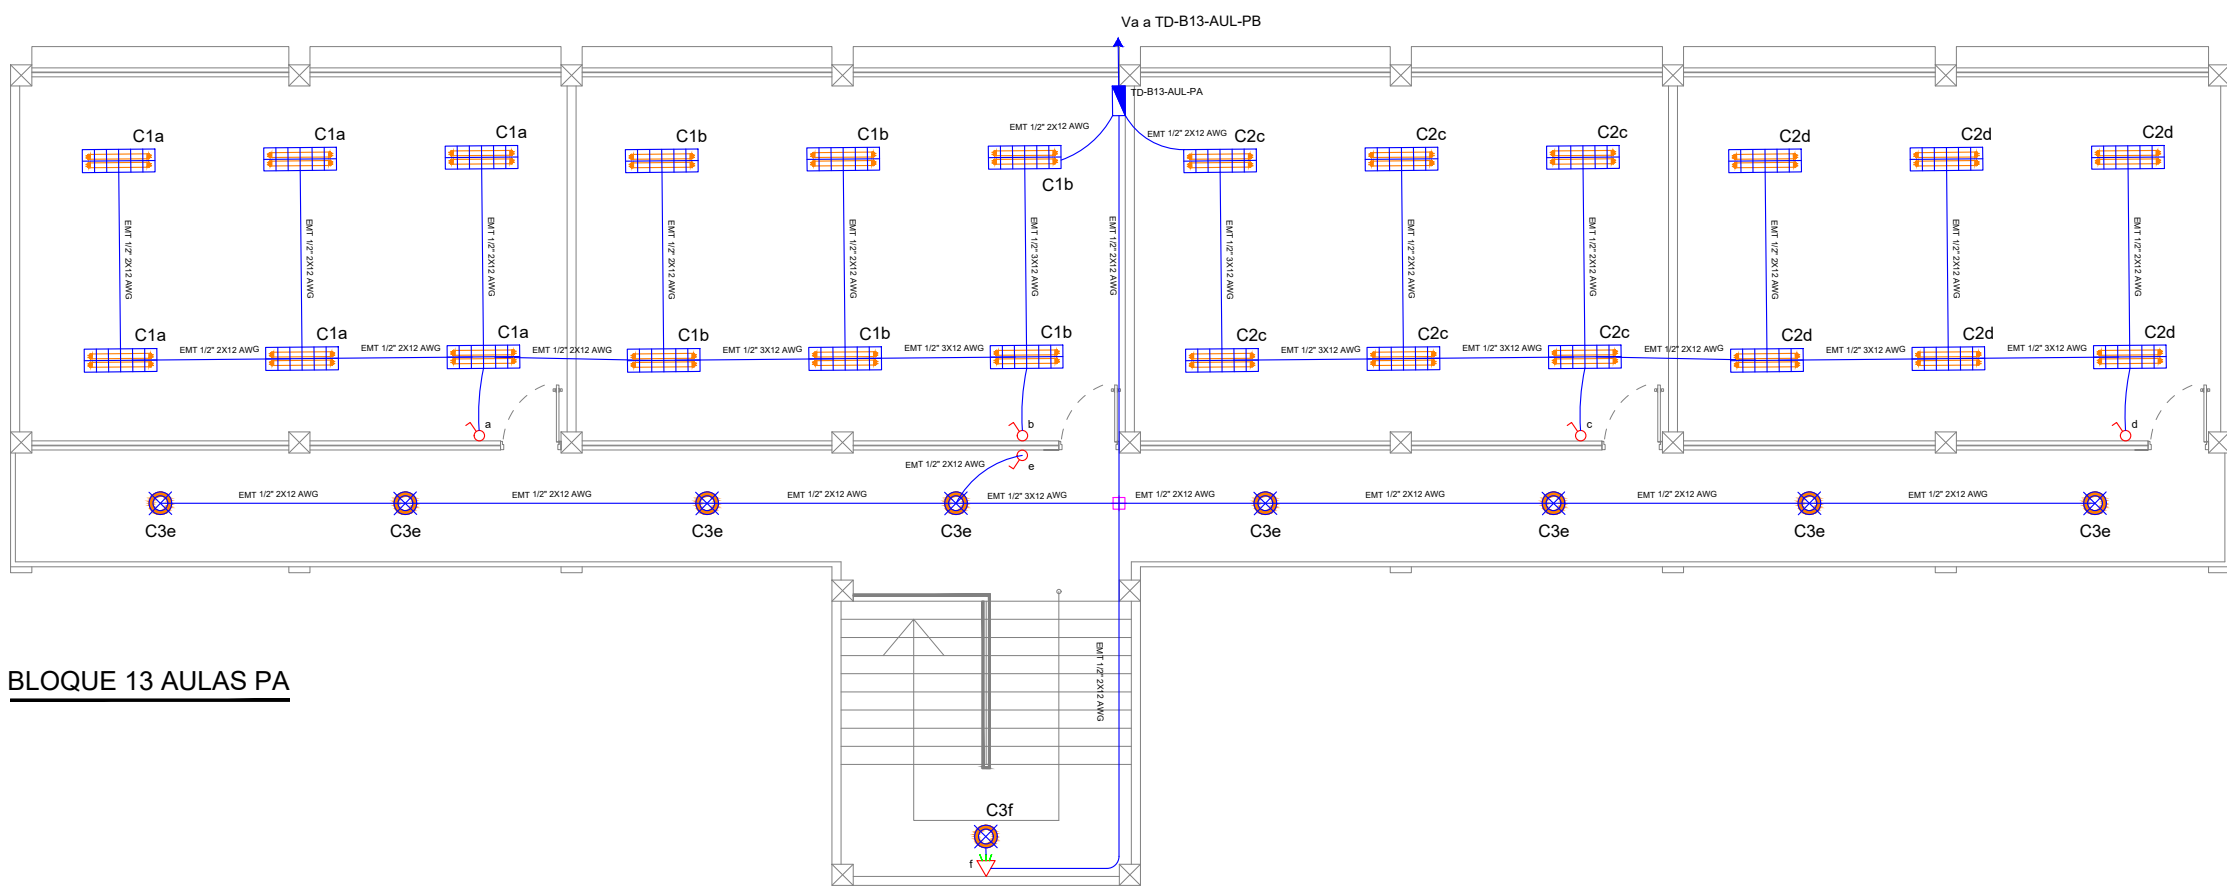 Va a TD-B13-AUL-PB
TD-B13-AUL-PA
EMT 1/2" 2X12 AWG
EMT 1/2" 2X12 AWG
C1a
C1a
C1a
C1b
C1b
C1b
C2c
C2c
C2c
C2d
C2d
C2d
EMT 1/2" 2X12 AWG
EMT 1/2" 2X12 AWG
EMT 1/2" 2X12 AWG
EMT 1/2" 2X12 AWG
EMT 1/2" 2X12 AWG
EMT 1/2" 3X12 AWG
EMT 1/2" 2X12 AWG
EMT 1/2" 3X12 AWG
EMT 1/2" 2X12 AWG
EMT 1/2" 2X12 AWG
EMT 1/2" 2X12 AWG
EMT 1/2" 2X12 AWG
EMT 1/2" 2X12 AWG
C1a
C1a
C1a
C1b
C1b
C1b
C2c
C2c
C2c
C2d
C2d
C2d
EMT 1/2" 2X12 AWG
EMT 1/2" 2X12 AWG
EMT 1/2" 2X12 AWG
EMT 1/2" 3X12 AWG
EMT 1/2" 3X12 AWG
EMT 1/2" 3X12 AWG
EMT 1/2" 3X12 AWG
EMT 1/2" 2X12 AWG
EMT 1/2" 3X12 AWG
EMT 1/2" 3X12 AWG
a
b
c
d
e
EMT 1/2" 2X12 AWG
EMT 1/2" 2X12 AWG
EMT 1/2" 2X12 AWG
EMT 1/2" 2X12 AWG
EMT 1/2" 3X12 AWG
EMT 1/2" 2X12 AWG
EMT 1/2" 2X12 AWG
EMT 1/2" 2X12 AWG
EMT 1/2" 2X12 AWG
C3e
C3e
C3e
C3e
C3e
C3e
C3e
C3e
EMT 1/2" 2X12 AWG
BLOQUE 13 AULAS PA
C3f
f